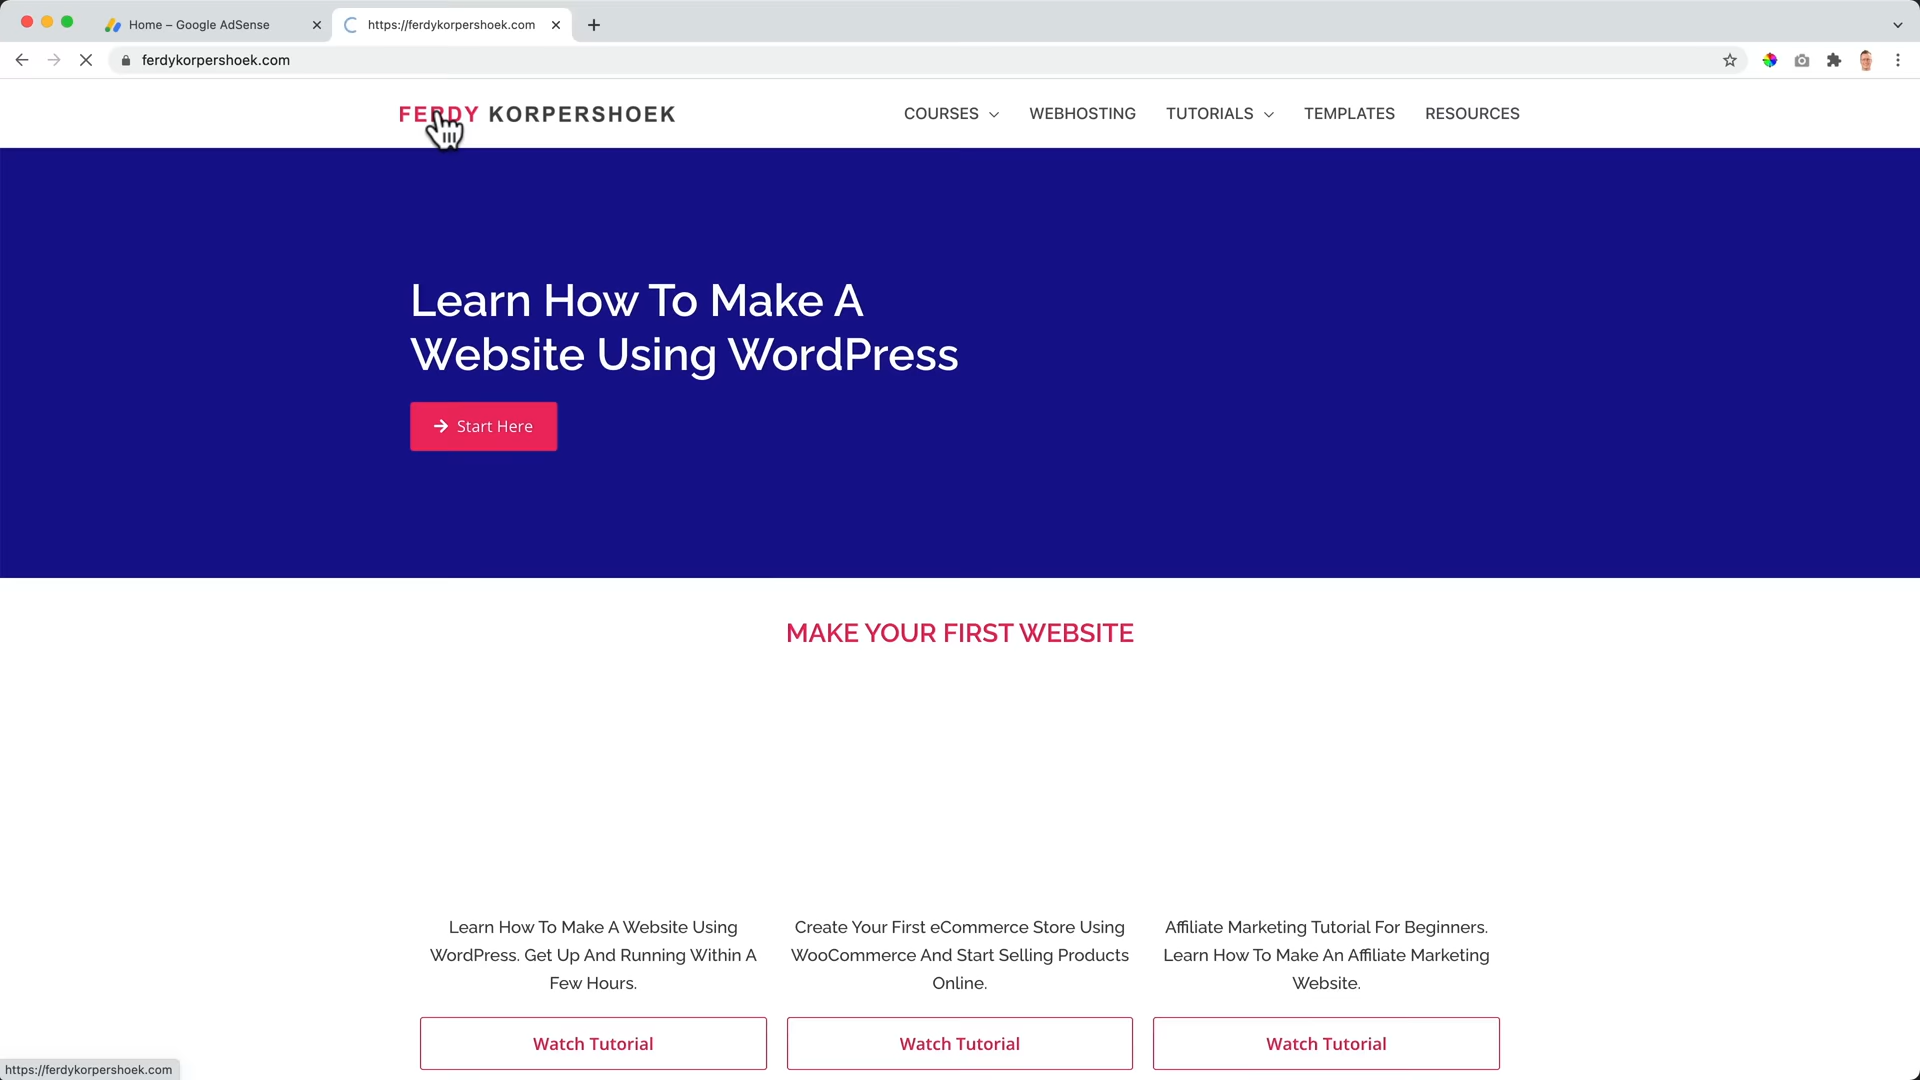 Home – Google AdSense
https://ferdykorpershoek.com
ferdykorpershoek.com
FERDY KORPERSHOEK
COURSES
WEBHOSTING
TUTORIALS
TEMPLATES
RESOURCES
Learn How To Make A
Website Using WordPress
Start Here
MAKE YOUR FIRST WEBSITE
Learn How To Make A Website Using
WordPress. Get Up And Running Within A
Few Hours.
Watch Tutorial
Create Your First eCommerce Store Using
WooCommerce And Start Selling Products
Online.
Watch Tutorial
Affiliate Marketing Tutorial For Beginners.
Learn How To Make An Affiliate Marketing
Website.
Watch Tutorial
https://ferdykorpershoek.com